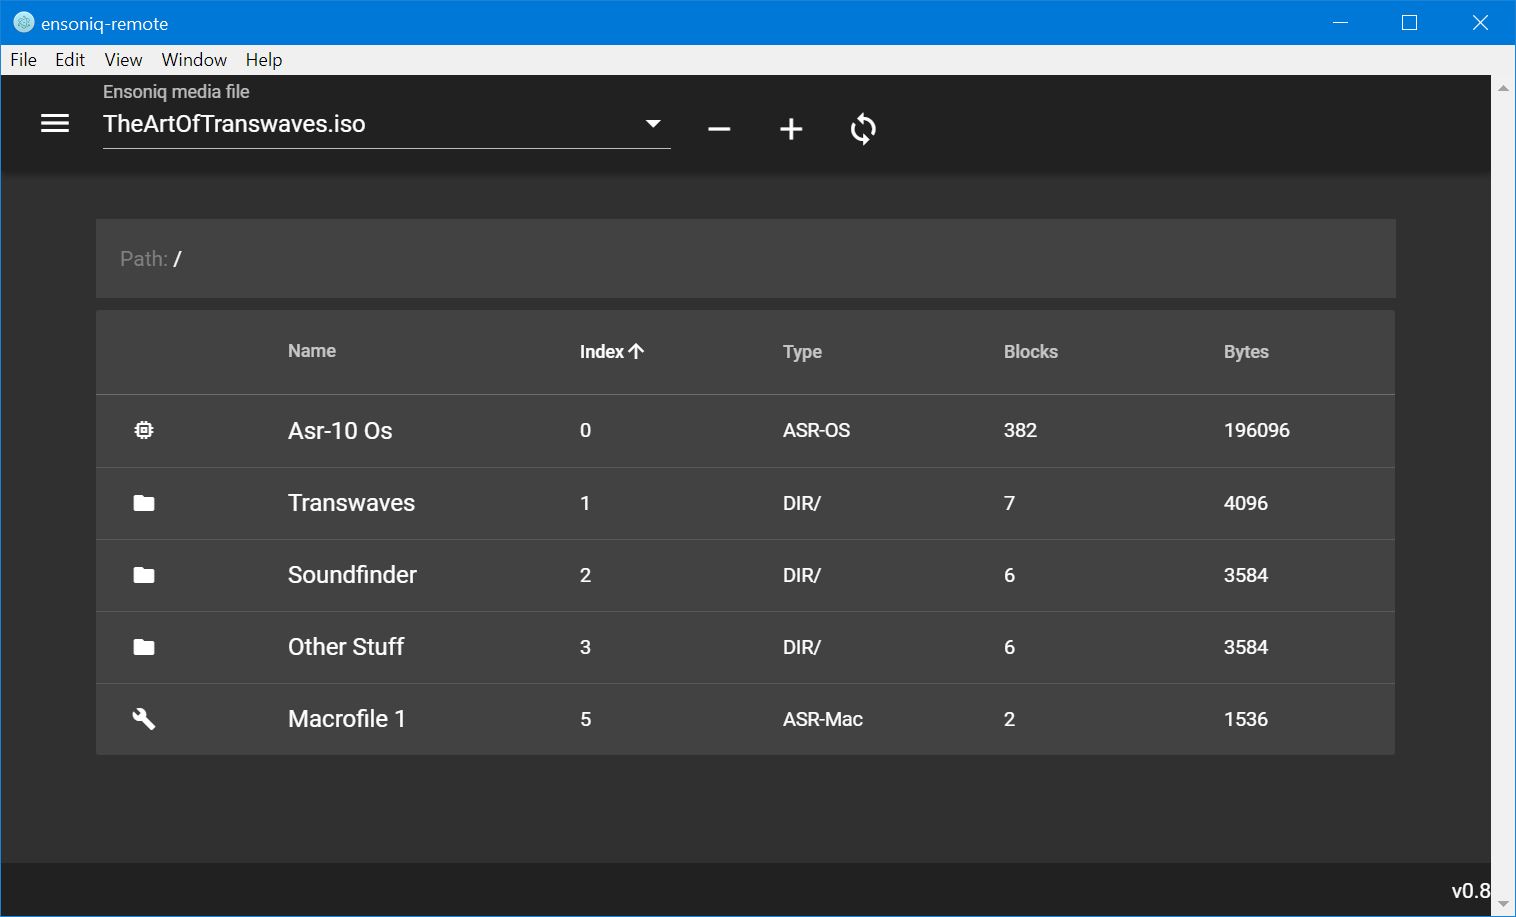 ensoniq-remote
File Edit View Window Help
Ensoniq media file
TheArtOfTranswaves.iso
Path: /
Name Index Type Blocks Bytes
Asr-10 Os 0 ASR-OS 382 196096
Transwaves 1 DIR/ 7 4096
Soundfinder 2 DIR/ 6 3584
Other Stuff 3 DIR/ 6 3584
Macrofile 1 5 ASR-Mac 2 1536
v0.8